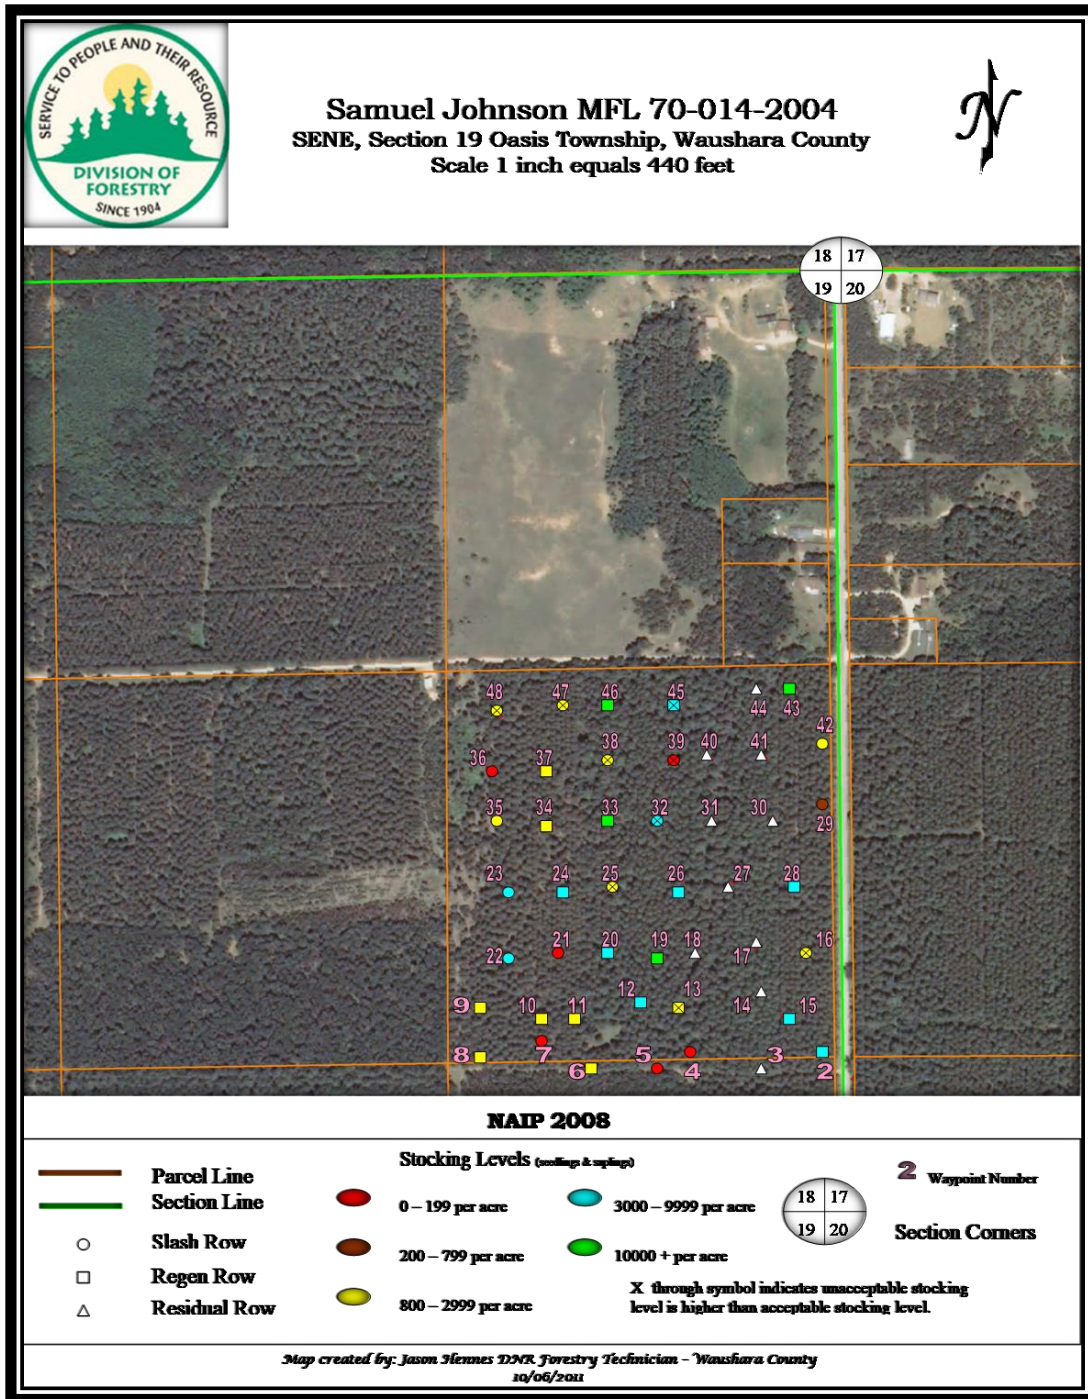 SERVICE TO PEOPLE AND THEIR RESOURCE
DIVISION OF
FORESTRY
SINCE 1904
Samuel Johnson MFL 70-014-2004
SENE, Section 19 Oasis Township, Waushara County
Scale 1 inch equals 440 feet
N
18 17
19 20
48 47 46 45 44 43
42
36 37 38 39 40 41
35 34 33 32 31 30 29
23 24 25 26 27 28
22 21 20 19 18 17 16
9 10 11 12 13 14 15
8 7 6 5 4 3 2
NAIP 2008
Parcel Line
Section Line
Slash Row
Regen Row
Residual Row
Stocking Levels (seedlings & saplings)
0 – 199 per acre
200 – 799 per acre
800 – 2999 per acre
3000 – 9999 per acre
10000 + per acre
X through symbol indicates unacceptable stocking
level is higher than acceptable stocking level.
18 17
19 20
2 Waypoint Number
Section Corners
Map created by: Jason Hennes DNR Forestry Technician – Waushara County
10/06/2011